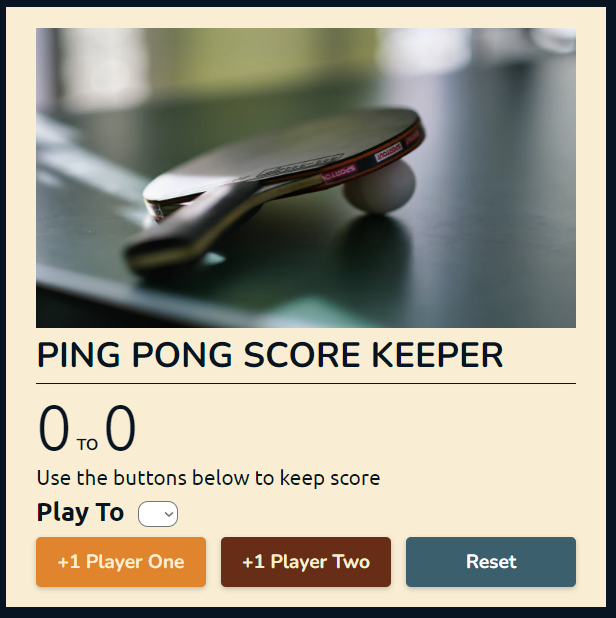 PING PONG SCORE KEEPER
0 TO 0
Use the buttons below to keep score
Play To
+1 Player One +1 Player Two Reset